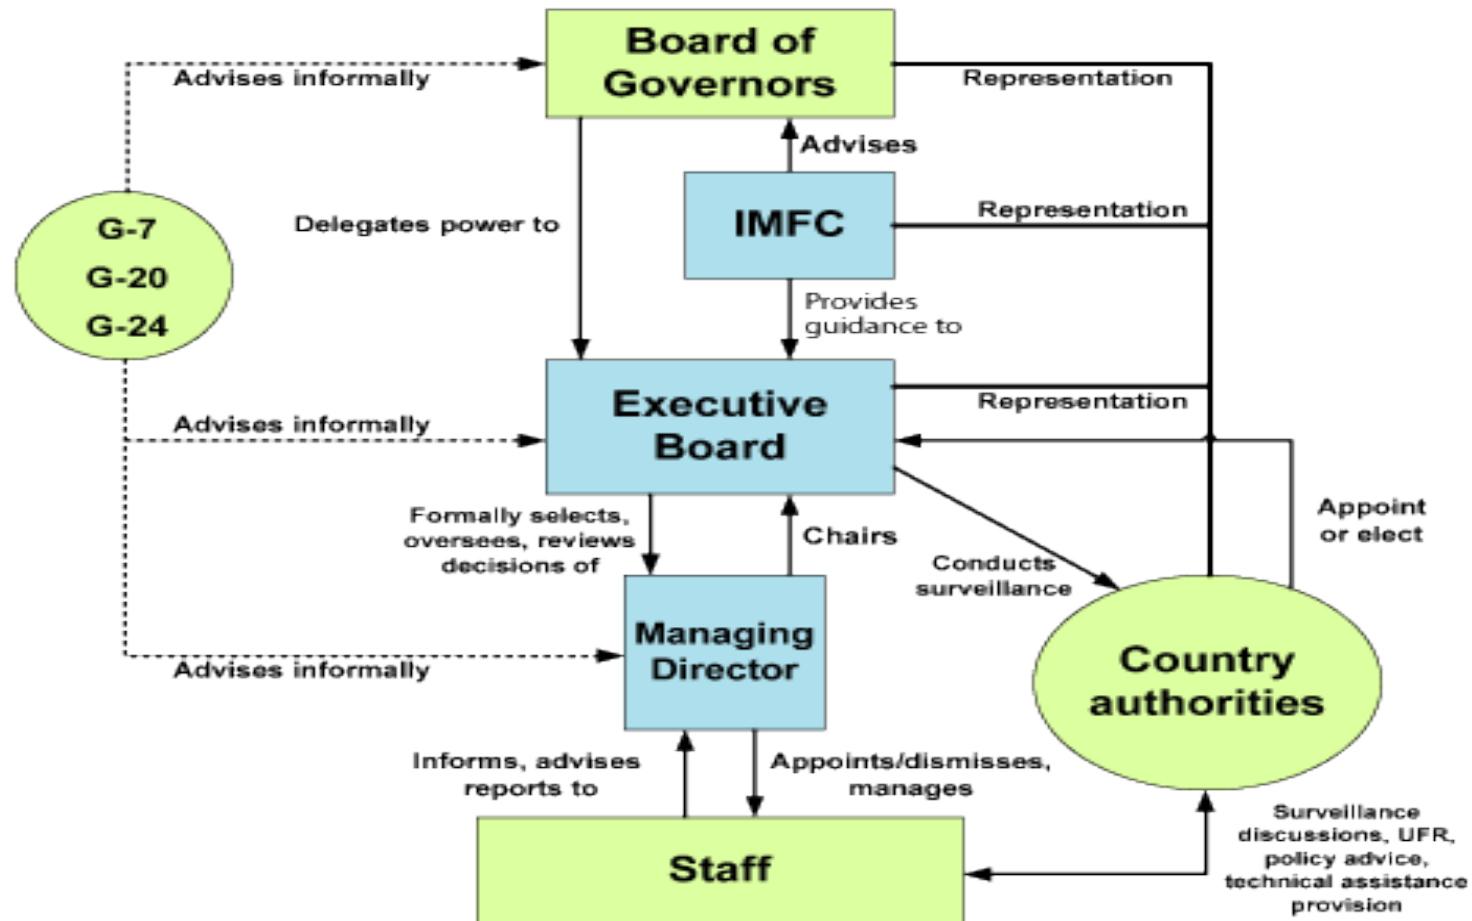 Board of
Governors
Advises informally
Representation
Advises
G-7
G-20
G-24
Delegates power to
IMFC
Representation
Provides
guidance to
Executive
Board
Representation
Advises informally
Formally selects,
oversees, reviews
decisions of
Chairs
Conducts
surveillance
Appoint
or elect
Managing
Director
Advises informally
Country
authorities
Informs, advises
reports to
Appoints/dismisses,
manages
Staff
Surveillance
discussions, UFR,
policy advice,
technical assistance
provision